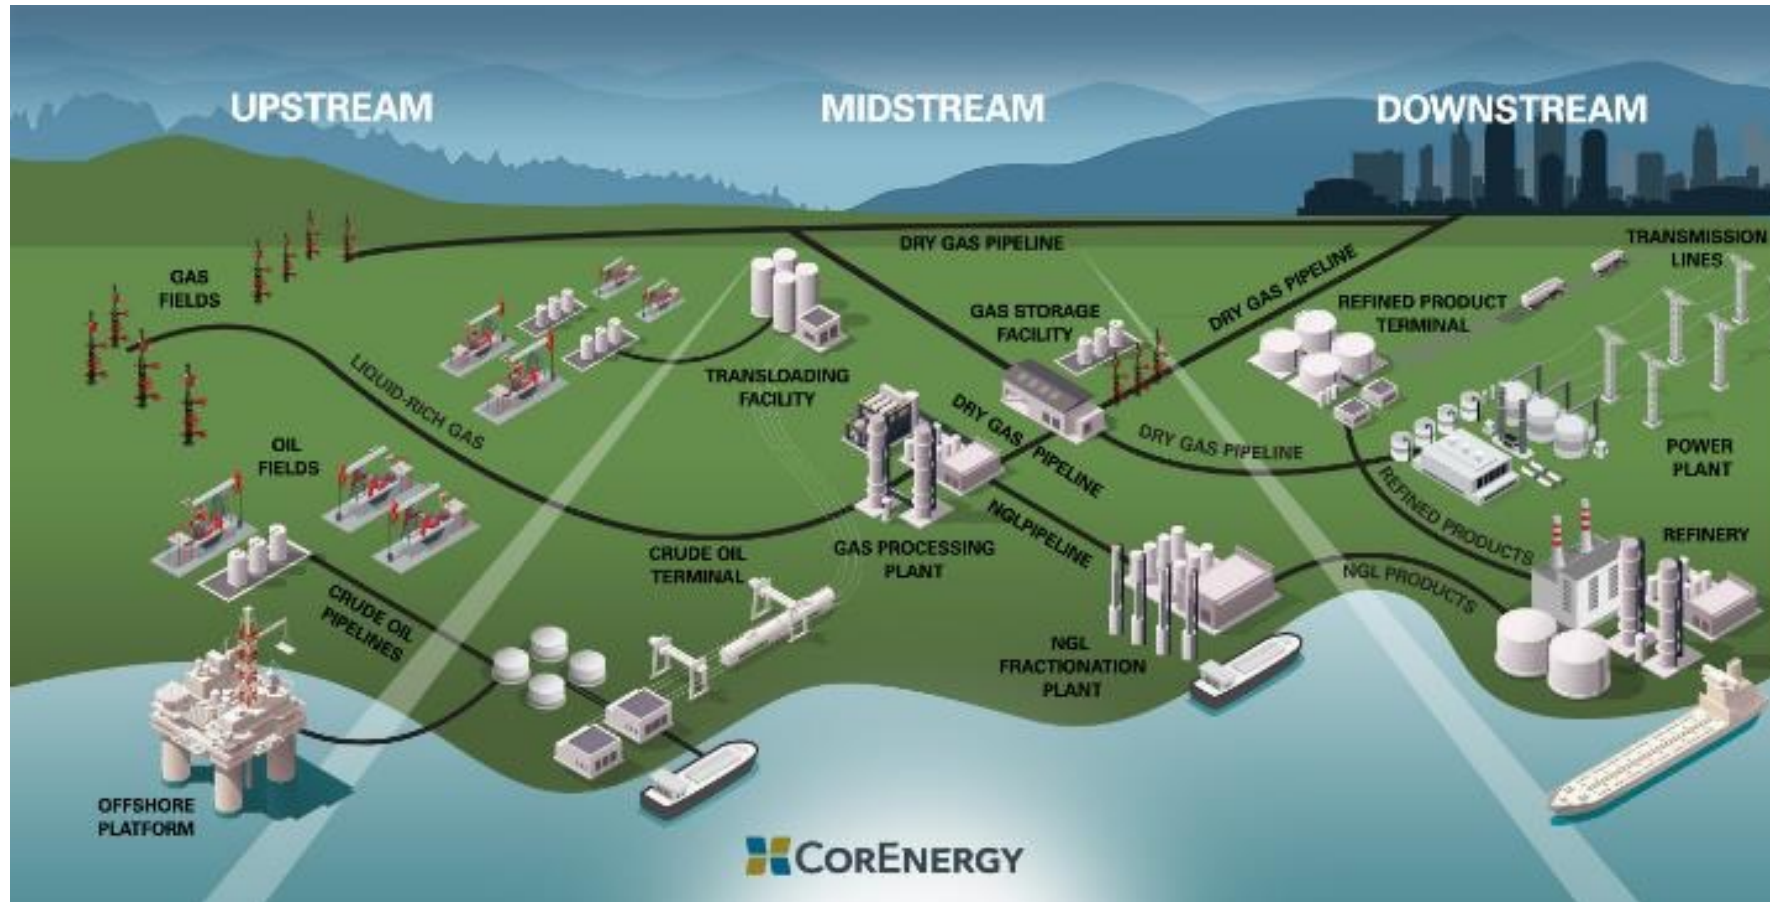 UPSTREAM
MIDSTREAM
DOWNSTREAM
DRY GAS PIPELINE
TRANSMISSION
LINES
GAS
FIELDS
DRY GAS PIPELINE
GAS STORAGE
FACILITY
REFINED PRODUCT
TERMINAL
LIQUID-RICH GAS
TRANSLOADING
FACILITY
DRY GAS
PIPELINE
DRY GAS PIPELINE
OIL
FIELDS
POWER
PLANT
REFINED PRODUCTS
NGLPIPELINE
REFINERY
CRUDE OIL
TERMINAL
GAS PROCESSING
PLANT
NGL PRODUCTS
CRUDE OIL
PIPELINES
NGL
FRACTIONATION
PLANT
OFFSHORE
PLATFORM
CORENERGY